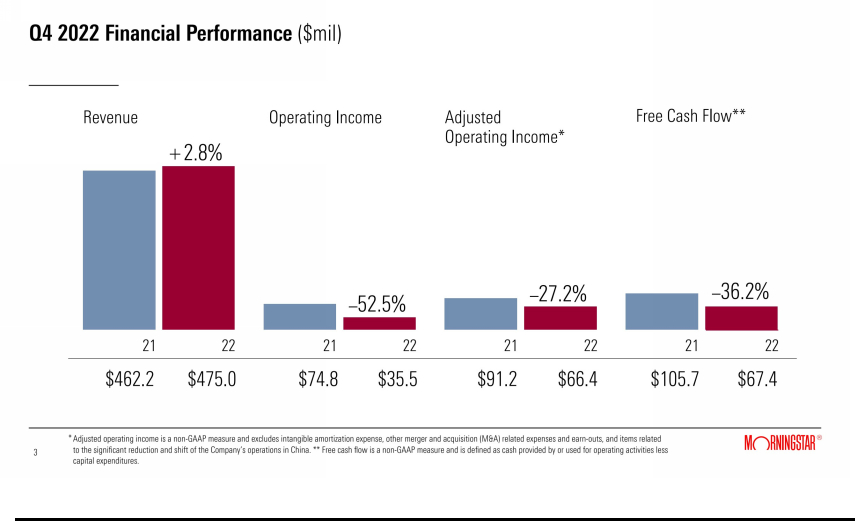 Q4 2022 Financial Performance ($mil)
Revenue
Operating Income
Adjusted
Operating Income*
Free Cash Flow**
+2.8%
–52.5%
–27.2%
–36.2%
21 22 21 22 21 22 21 22
$462.2 $475.0 $74.8 $35.5 $91.2 $66.4 $105.7 $67.4
* Adjusted operating income is a non-GAAP measure and excludes intangible amortization expense, other merger and acquisition (M&A) related expenses and earn-outs, and items related
to the significant reduction and shift of the Company's operations in China. ** Free cash flow is a non-GAAP measure and is defined as cash provided by or used for operating activities less
capital expenditures.
3
MORNINGSTAR®